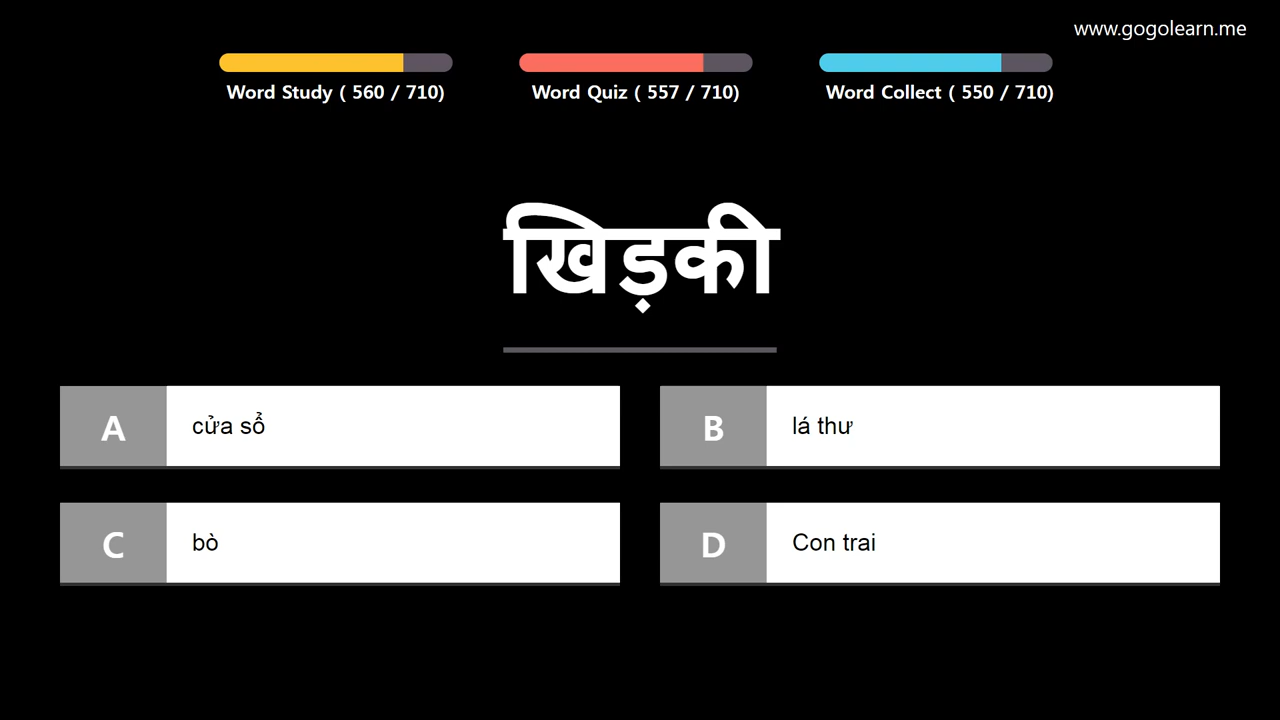 www.gogolearn.me
Word Study ( 560 / 710)
Word Quiz ( 557 / 710)
Word Collect ( 550 / 710)
खिड़की
A cửa sổ
B lá thư
C bò
D Con trai